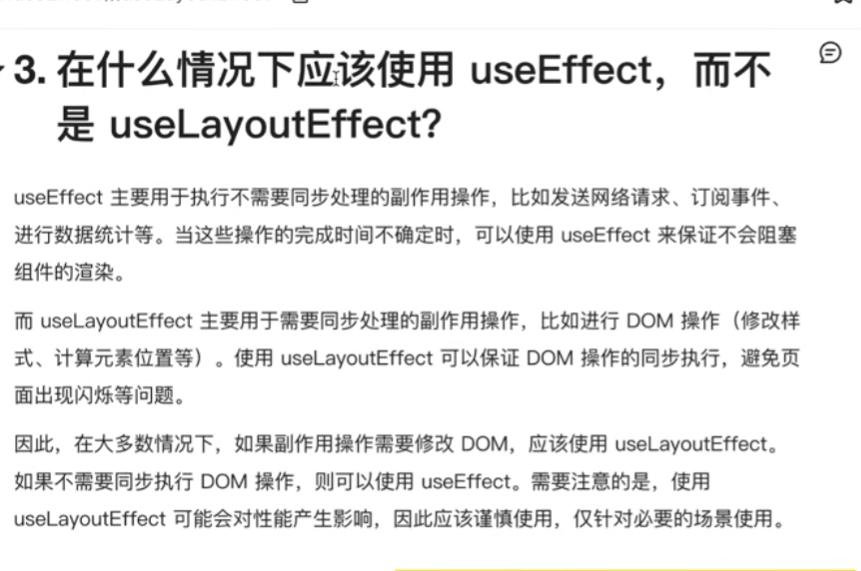 3. 在什么情况下应该使用 useEffect，而不
是 useLayoutEffect?
useEffect 主要用于执行不需要同步处理的副作用操作，比如发送网络请求、订阅事件、
进行数据统计等。当这些操作的完成时间不确定时，可以使用 useEffect 来保证不会阻塞
组件的渲染。
而 useLayoutEffect 主要用于需要同步处理的副作用操作，比如进行 DOM 操作（修改样
式、计算元素位置等）。使用 useLayoutEffect 可以保证 DOM 操作的同步执行，避免页
面出现闪烁等问题。
因此，在大多数情况下，如果副作用操作需要修改 DOM，应该使用 useLayoutEffect。
如果不需要同步执行 DOM 操作，则可以使用 useEffect。需要注意的是，使用
useLayoutEffect 可能会对性能产生影响，因此应该谨慎使用，仅针对必要的场景使用。